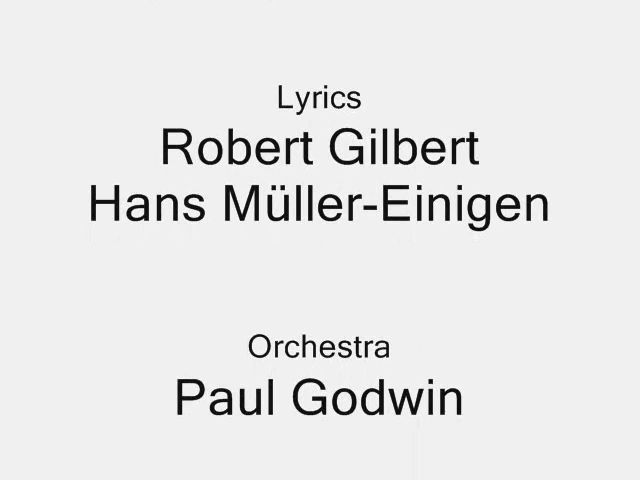 Lyrics
Robert Gilbert
Hans Müller-Einigen
Orchestra
Paul Godwin